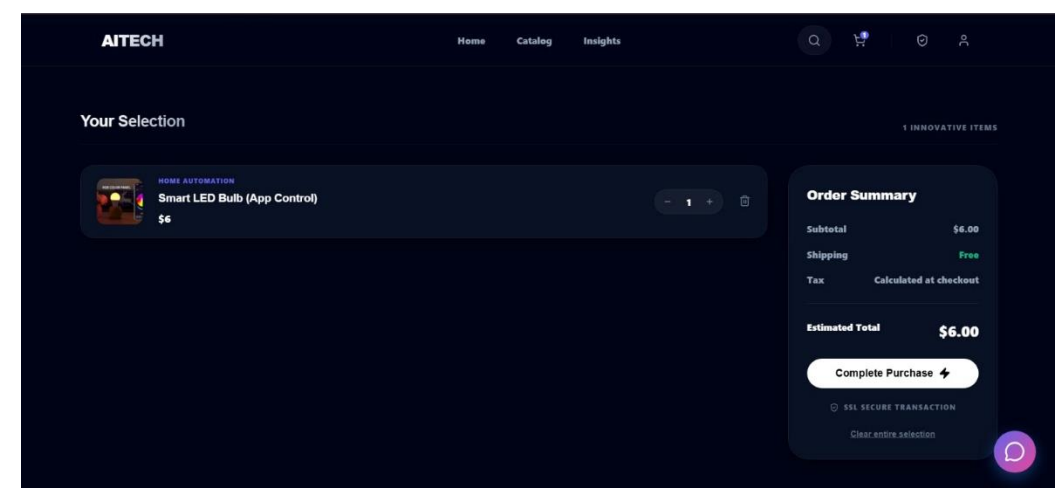 AITECH
Home Catalog Insights
1
Your Selection
1 INNOVATIVE ITEMS
HOME AUTOMATION
Smart LED Bulb (App Control)
$6
− 1 +
Order Summary
Subtotal $6.00
Shipping Free
Tax Calculated at checkout
Estimated Total $6.00
Complete Purchase
SSL SECURE TRANSACTION
Clear entire selection